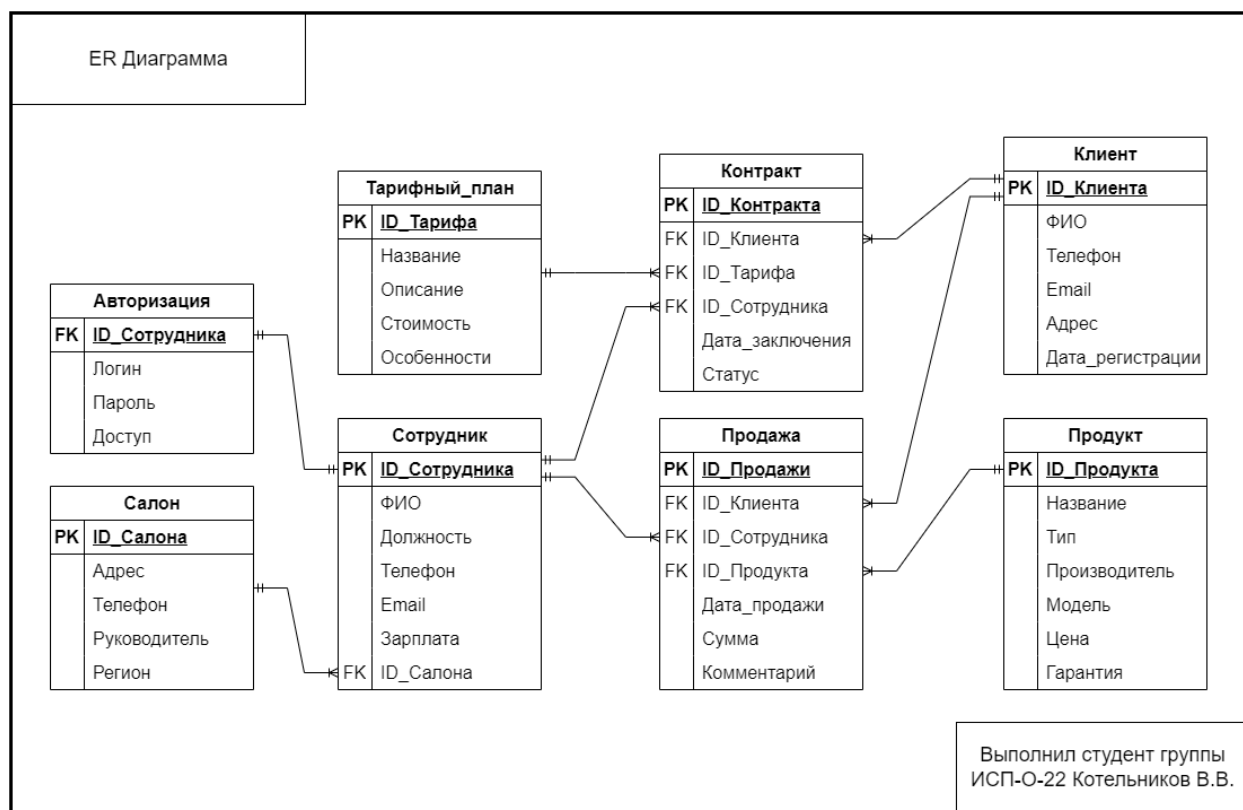 ER Диаграмма
Тарифный_план
PK ID_Тарифа
Название
Описание
Стоимость
Особенности
Контракт
PK ID_Контракта
FK ID_Клиента
FK ID_Тарифа
FK ID_Сотрудника
Дата_заключения
Статус
Клиент
PK ID_Клиента
ФИО
Телефон
Email
Адрес
Дата_регистрации
Авторизация
FK ID_Сотрудника
Логин
Пароль
Доступ
Сотрудник
PK ID_Сотрудника
ФИО
Должность
Телефон
Email
Зарплата
FK ID_Салона
Продажа
PK ID_Продажи
FK ID_Клиента
FK ID_Сотрудника
FK ID_Продукта
Дата_продажи
Сумма
Комментарий
Продукт
PK ID_Продукта
Название
Тип
Производитель
Модель
Цена
Гарантия
Салон
PK ID_Салона
Адрес
Телефон
Руководитель
Регион
Выполнил студент группы
ИСП-О-22 Котельников В.В.